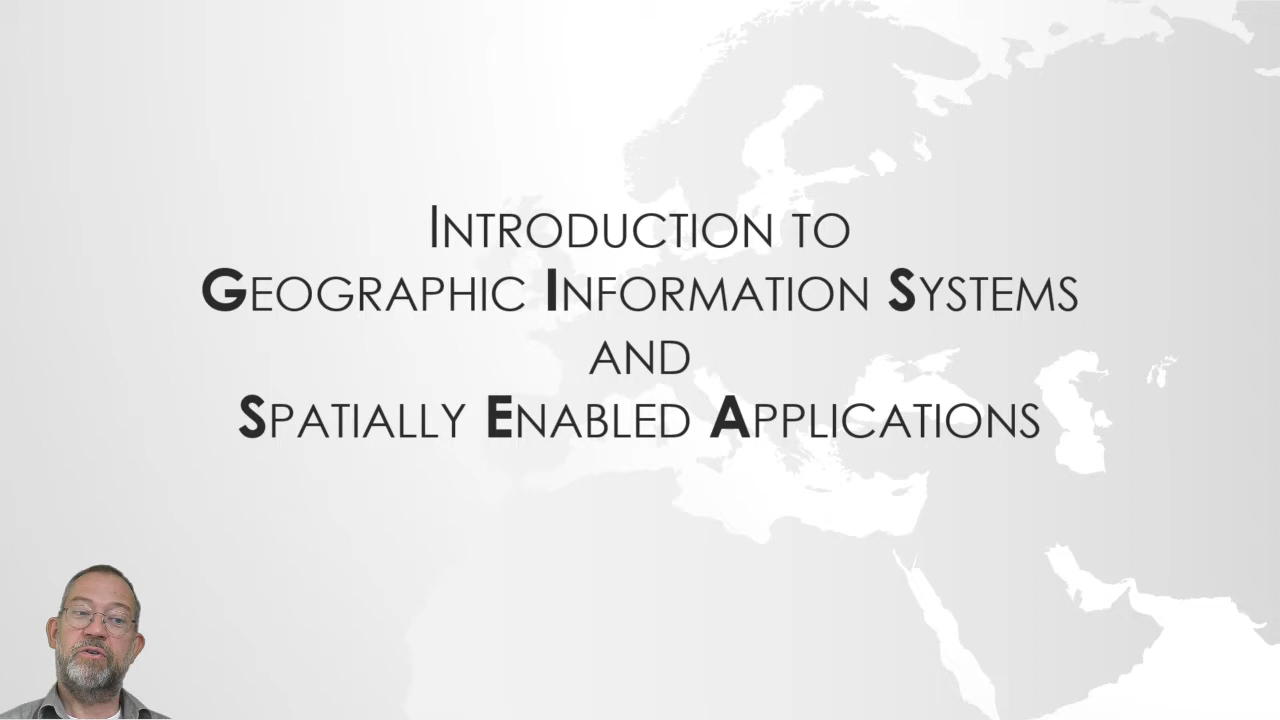 Introduction to
Geographic Information Systems
and
Spatially Enabled Applications